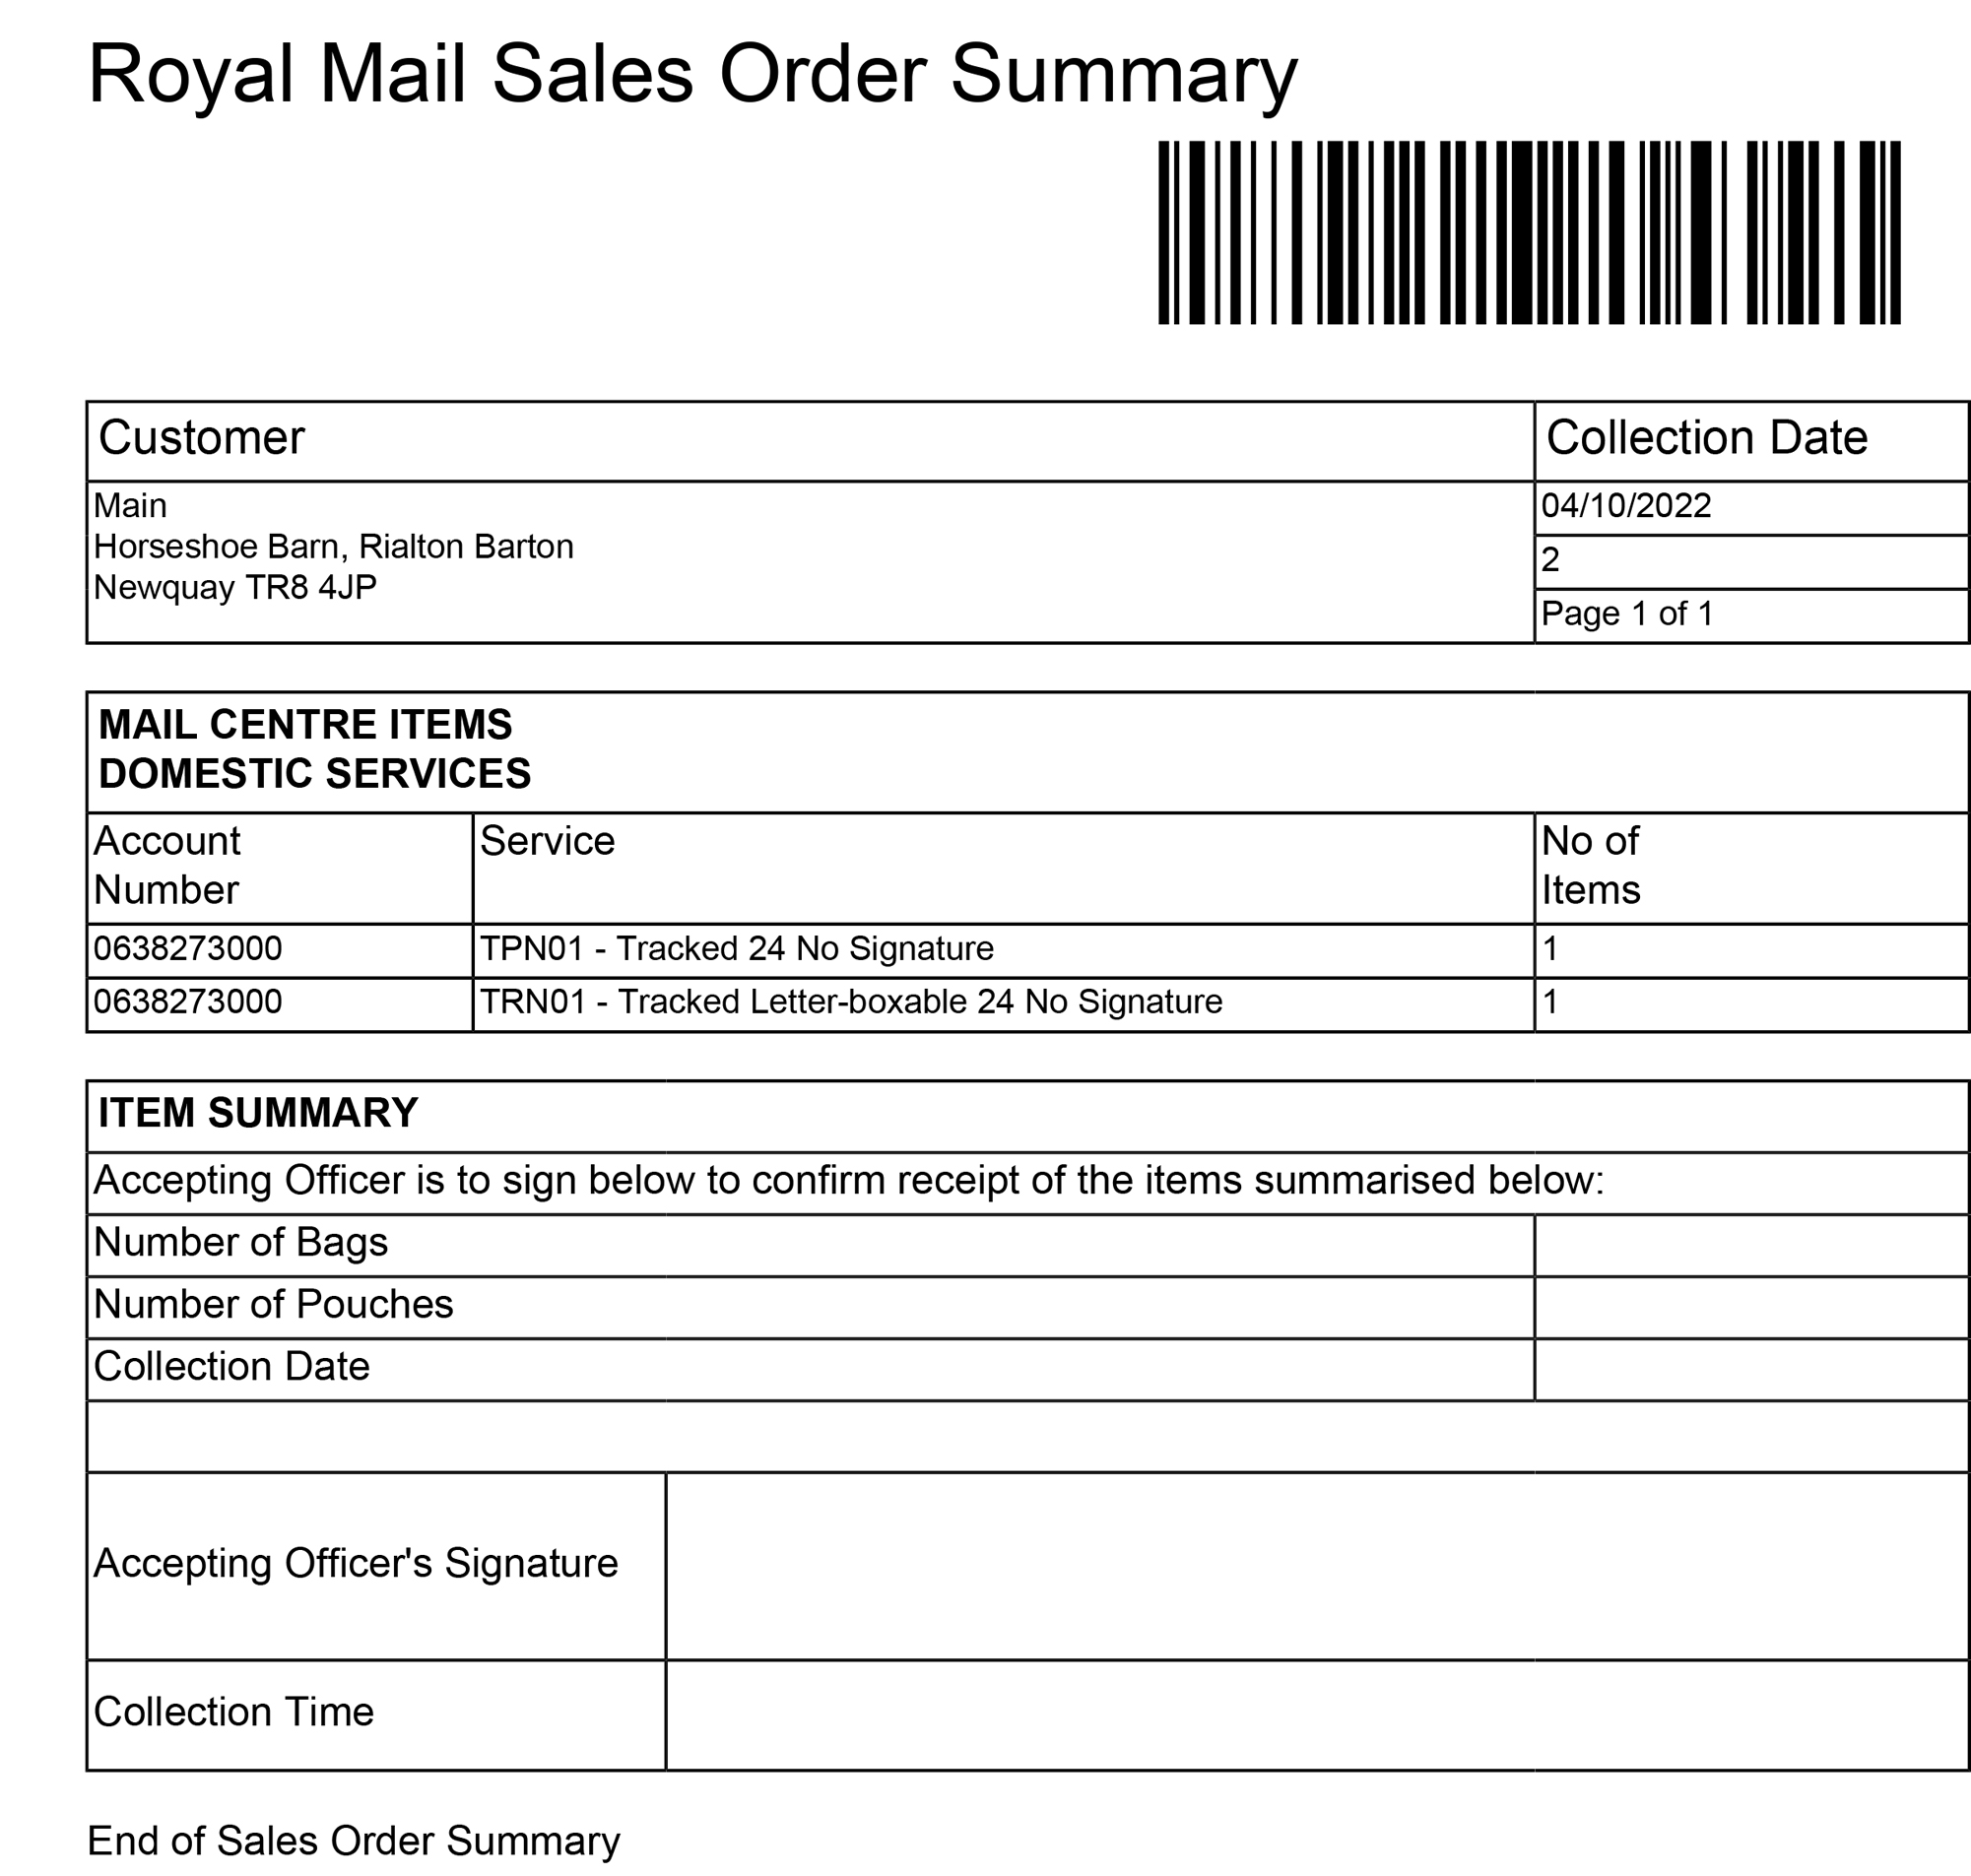 Royal Mail Sales Order Summary
Customer
Collection Date
Main
Horseshoe Barn, Rialton Barton
Newquay TR8 4JP
04/10/2022
2
Page 1 of 1
MAIL CENTRE ITEMS
DOMESTIC SERVICES
Account
Number
Service
No of
Items
0638273000 TPN01 - Tracked 24 No Signature 1
0638273000 TRN01 - Tracked Letter-boxable 24 No Signature 1
ITEM SUMMARY
Accepting Officer is to sign below to confirm receipt of the items summarised below:
Number of Bags
Number of Pouches
Collection Date
Accepting Officer's Signature
Collection Time
End of Sales Order Summary